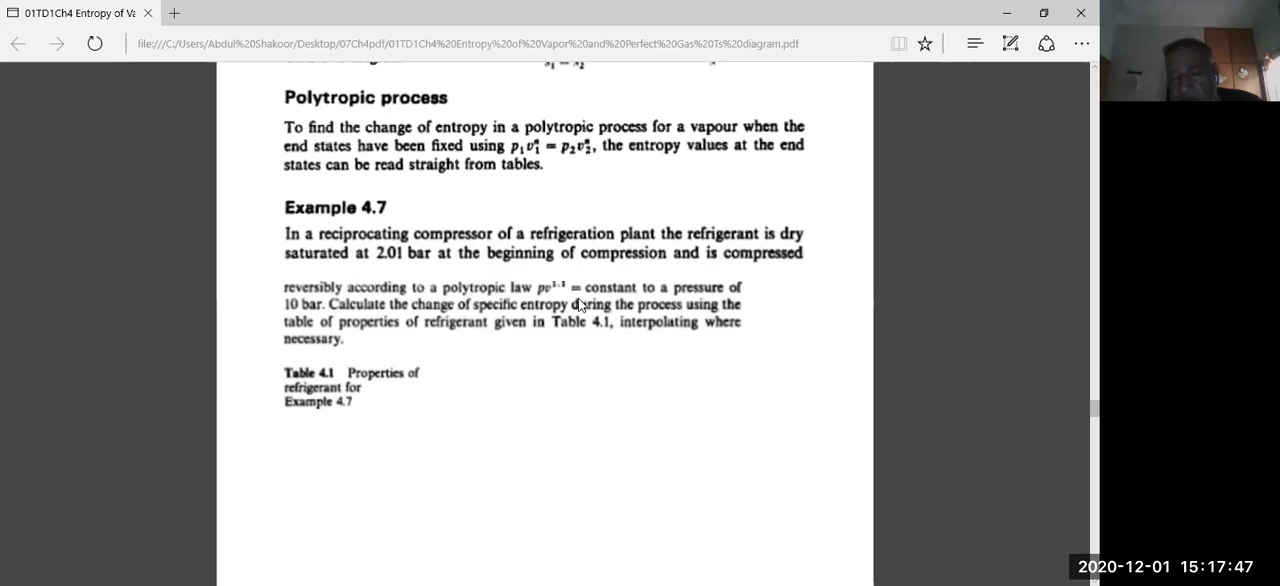 01TD1Ch4 Entropy of Va
file:///C:/Users/Abdul%20Shakoor/Desktop/07Ch4pdf/01TD1Ch4%20Entropy%20of%20Vapor%20and%20Perfect%20Gas%20Ts%20diagram.pdf
s₁ = s₂
s
Polytropic process
To find the change of entropy in a polytropic process for a vapour when the
end states have been fixed using p₁v₁ⁿ = p₂v₂ⁿ, the entropy values at the end
states can be read straight from tables.
Example 4.7
In a reciprocating compressor of a refrigeration plant the refrigerant is dry
saturated at 2.01 bar at the beginning of compression and is compressed
reversibly according to a polytropic law pv¹·¹ = constant to a pressure of
10 bar. Calculate the change of specific entropy during the process using the
table of properties of refrigerant given in Table 4.1, interpolating where
necessary.
Table 4.1 Properties of
refrigerant for
Example 4.7
2020-12-01 15:17:47